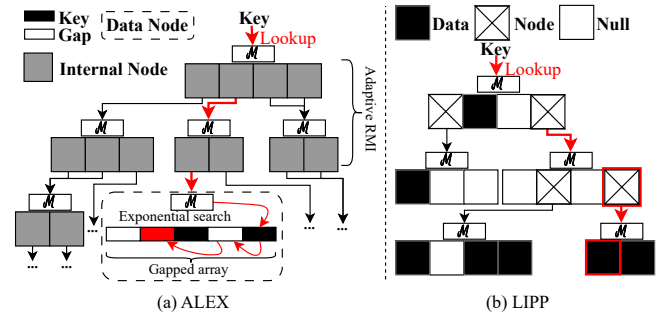 Key
Gap
Data Node
Key
Lookup
ℳ
Internal Node
Adaptive RMI
ℳ
ℳ
ℳ
ℳ
ℳ
Exponential search
...
...
...
...
...
Gapped array
(a) ALEX
Data
Node
Null
Key
Lookup
ℳ
ℳ
ℳ
ℳ
ℳ
(b) LIPP